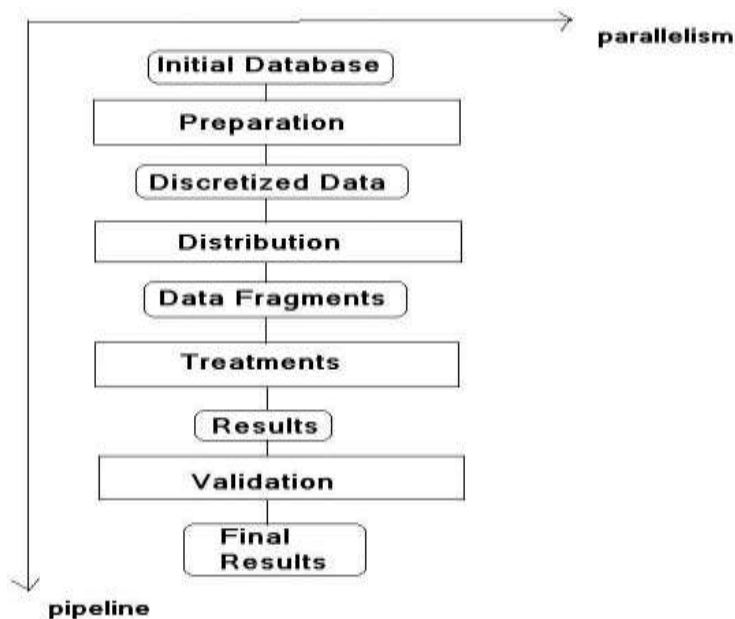 parallelism
Initial Database
Preparation
Discretized Data
Distribution
Data Fragments
Treatments
Results
Validation
Final
Results
pipeline